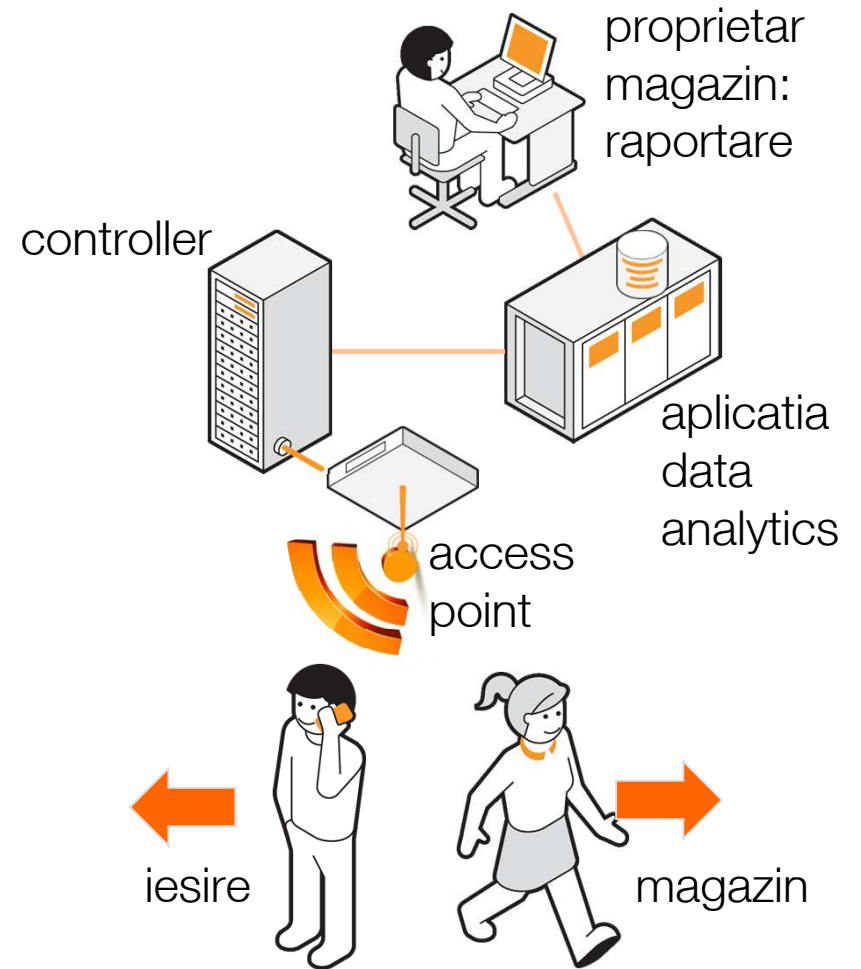 proprietar
magazin:
raportare
controller
aplicatia
data
analytics
access
point
iesire
magazin